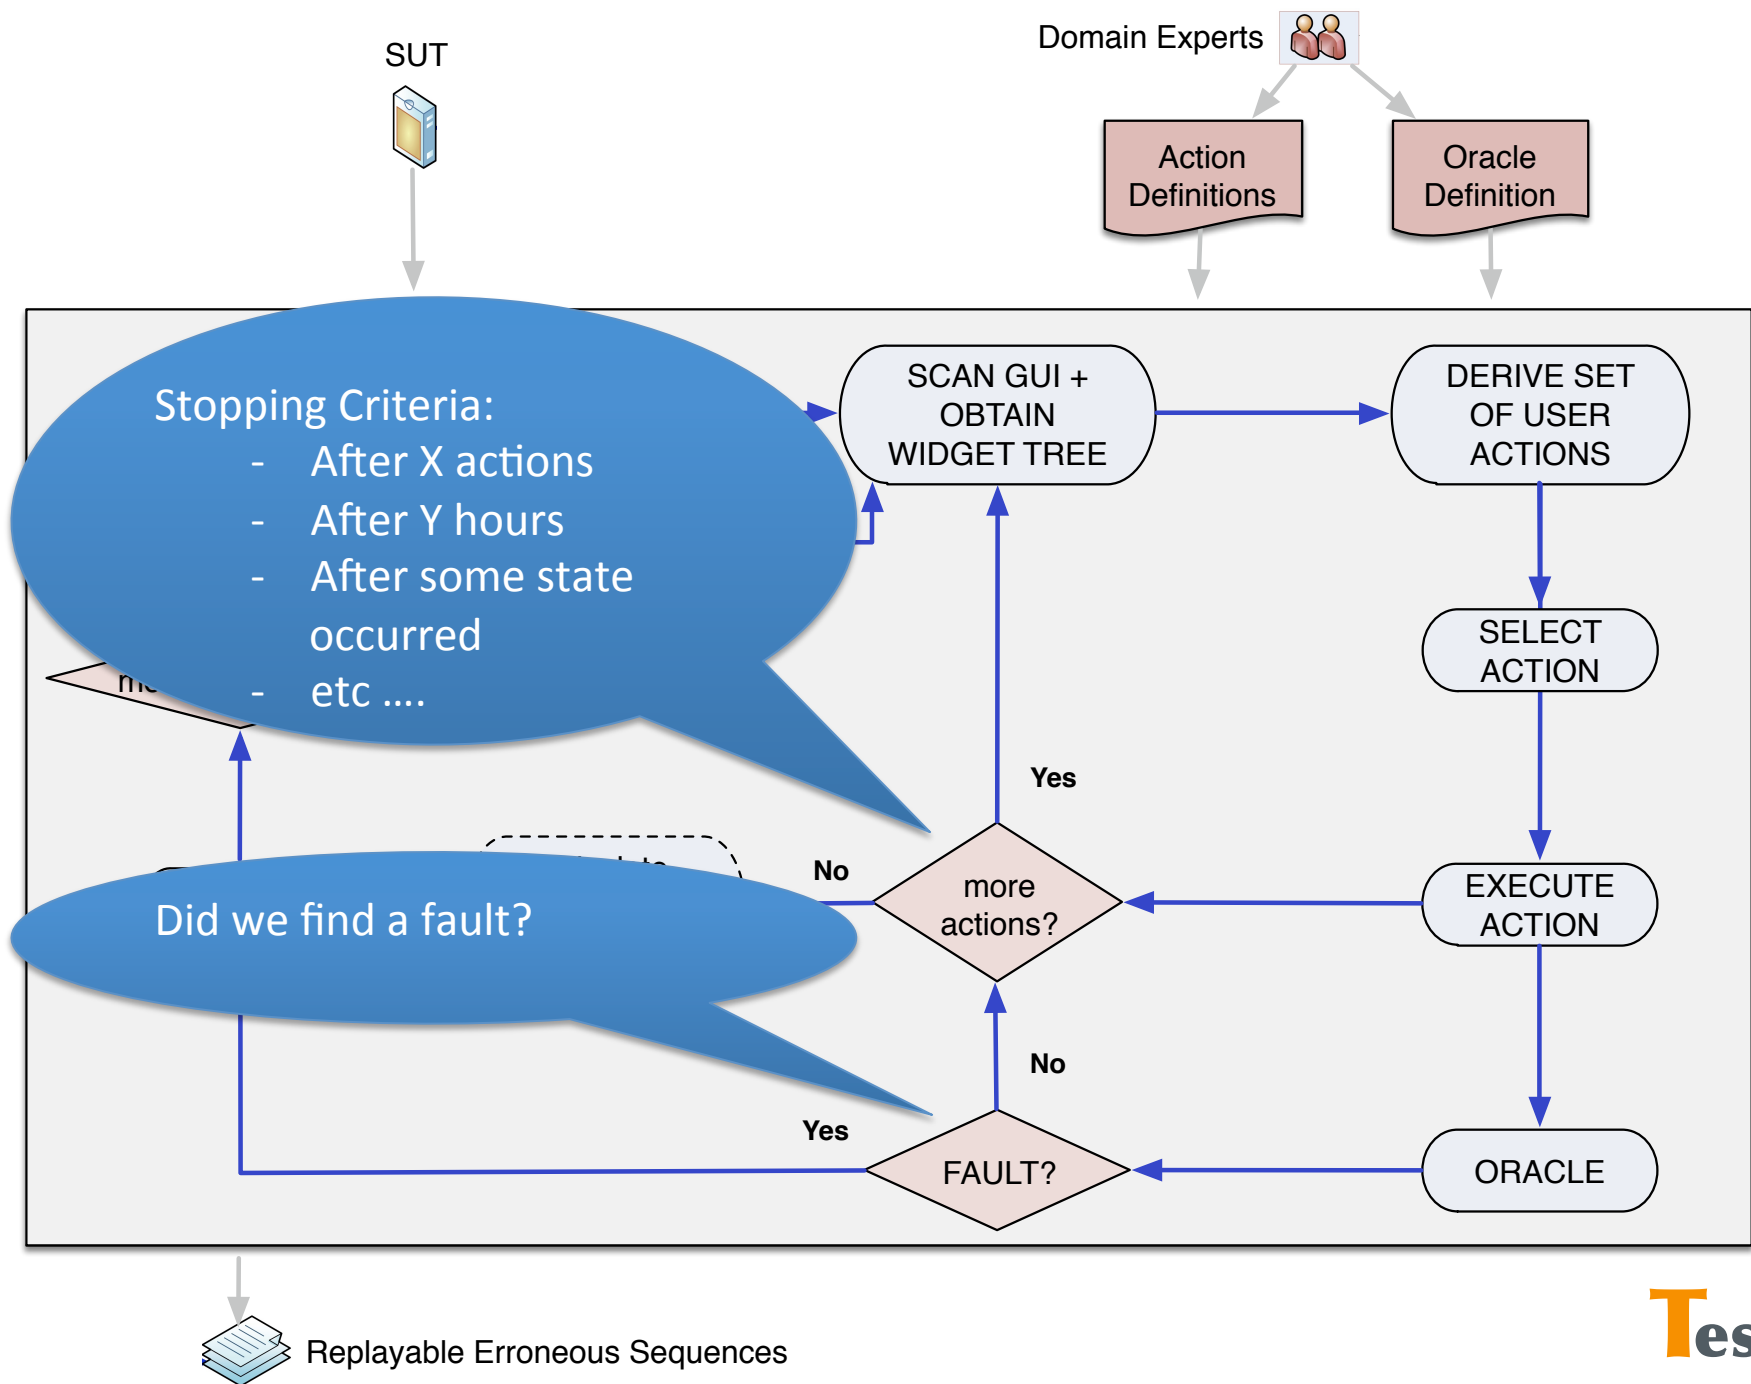 Domain Experts
SUT
Action
Definitions
Oracle
Definition
Stopping Criteria:
- After X actions
- After Y hours
- After some state
occurred
- etc ....
SCAN GUI +
OBTAIN
WIDGET TREE
DERIVE SET
OF USER
ACTIONS
SELECT
ACTION
Yes
No
more
actions?
EXECUTE
ACTION
Did we find a fault?
No
Yes
FAULT?
ORACLE
Replayable Erroneous Sequences